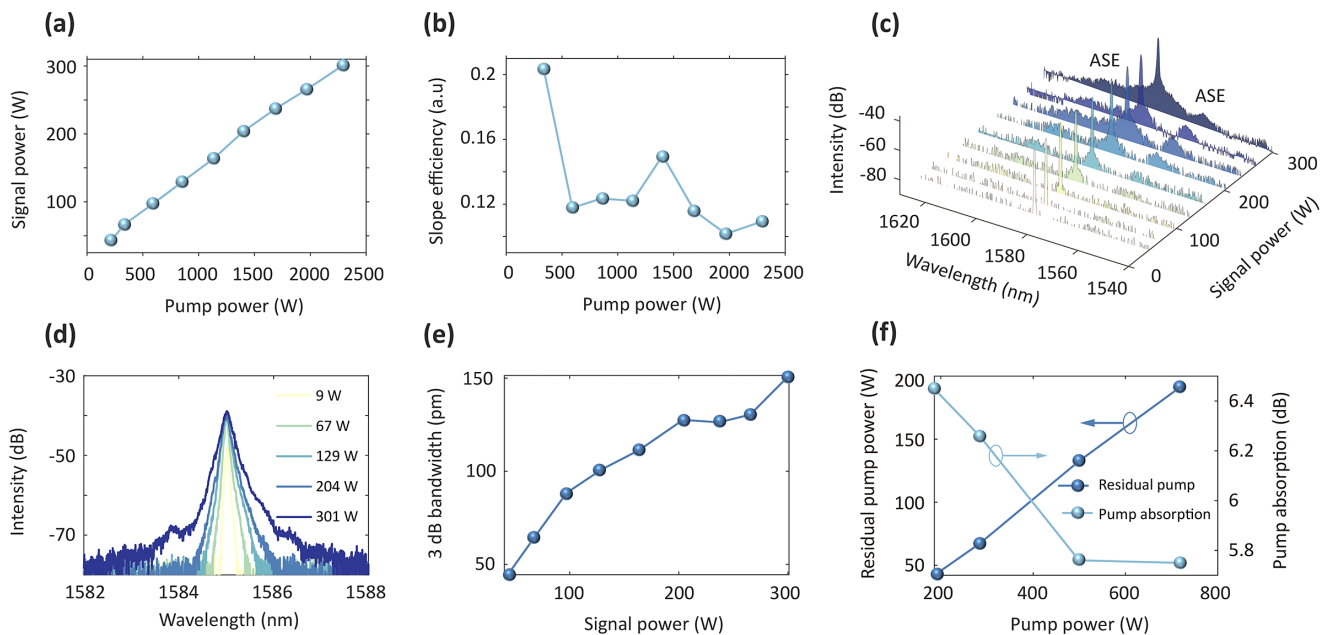 (a)
300
200
100
Signal power (W)
0
500
1000
1500
2000
2500
Pump power (W)
(b)
0.2
0.16
0.12
Slope efficiency (a.u)
0
500
1000
1500
2000
2500
Pump power (W)
(c)
ASE
ASE
-40
-60
-80
Intensity (dB)
1620
1600
1580
1560
1540
Wavelength (nm)
0
100
200
300
Signal power (W)
(d)
-30
-50
-70
Intensity (dB)
9 W
67 W
129 W
204 W
301 W
1582
1584
1586
1588
Wavelength (nm)
(e)
150
100
50
3 dB bandwidth (pm)
100
200
300
Signal power (W)
(f)
200
150
100
50
Residual pump power (W)
6.4
6.2
6
5.8
Pump absorption (dB)
Residual pump
Pump absorption
200
400
600
800
Pump power (W)